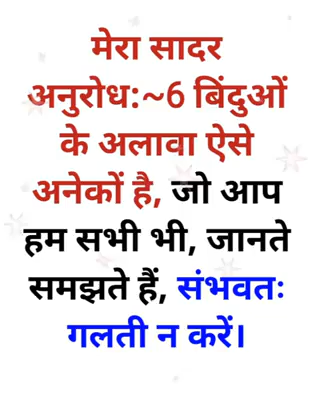 मेरा सादर
अनुरोध:~6 बिंदुओं
के अलावा ऐसे
अनेकों है, जो आप
हम सभी भी, जानते
समझते हैं, संभवतः
गलती न करें।